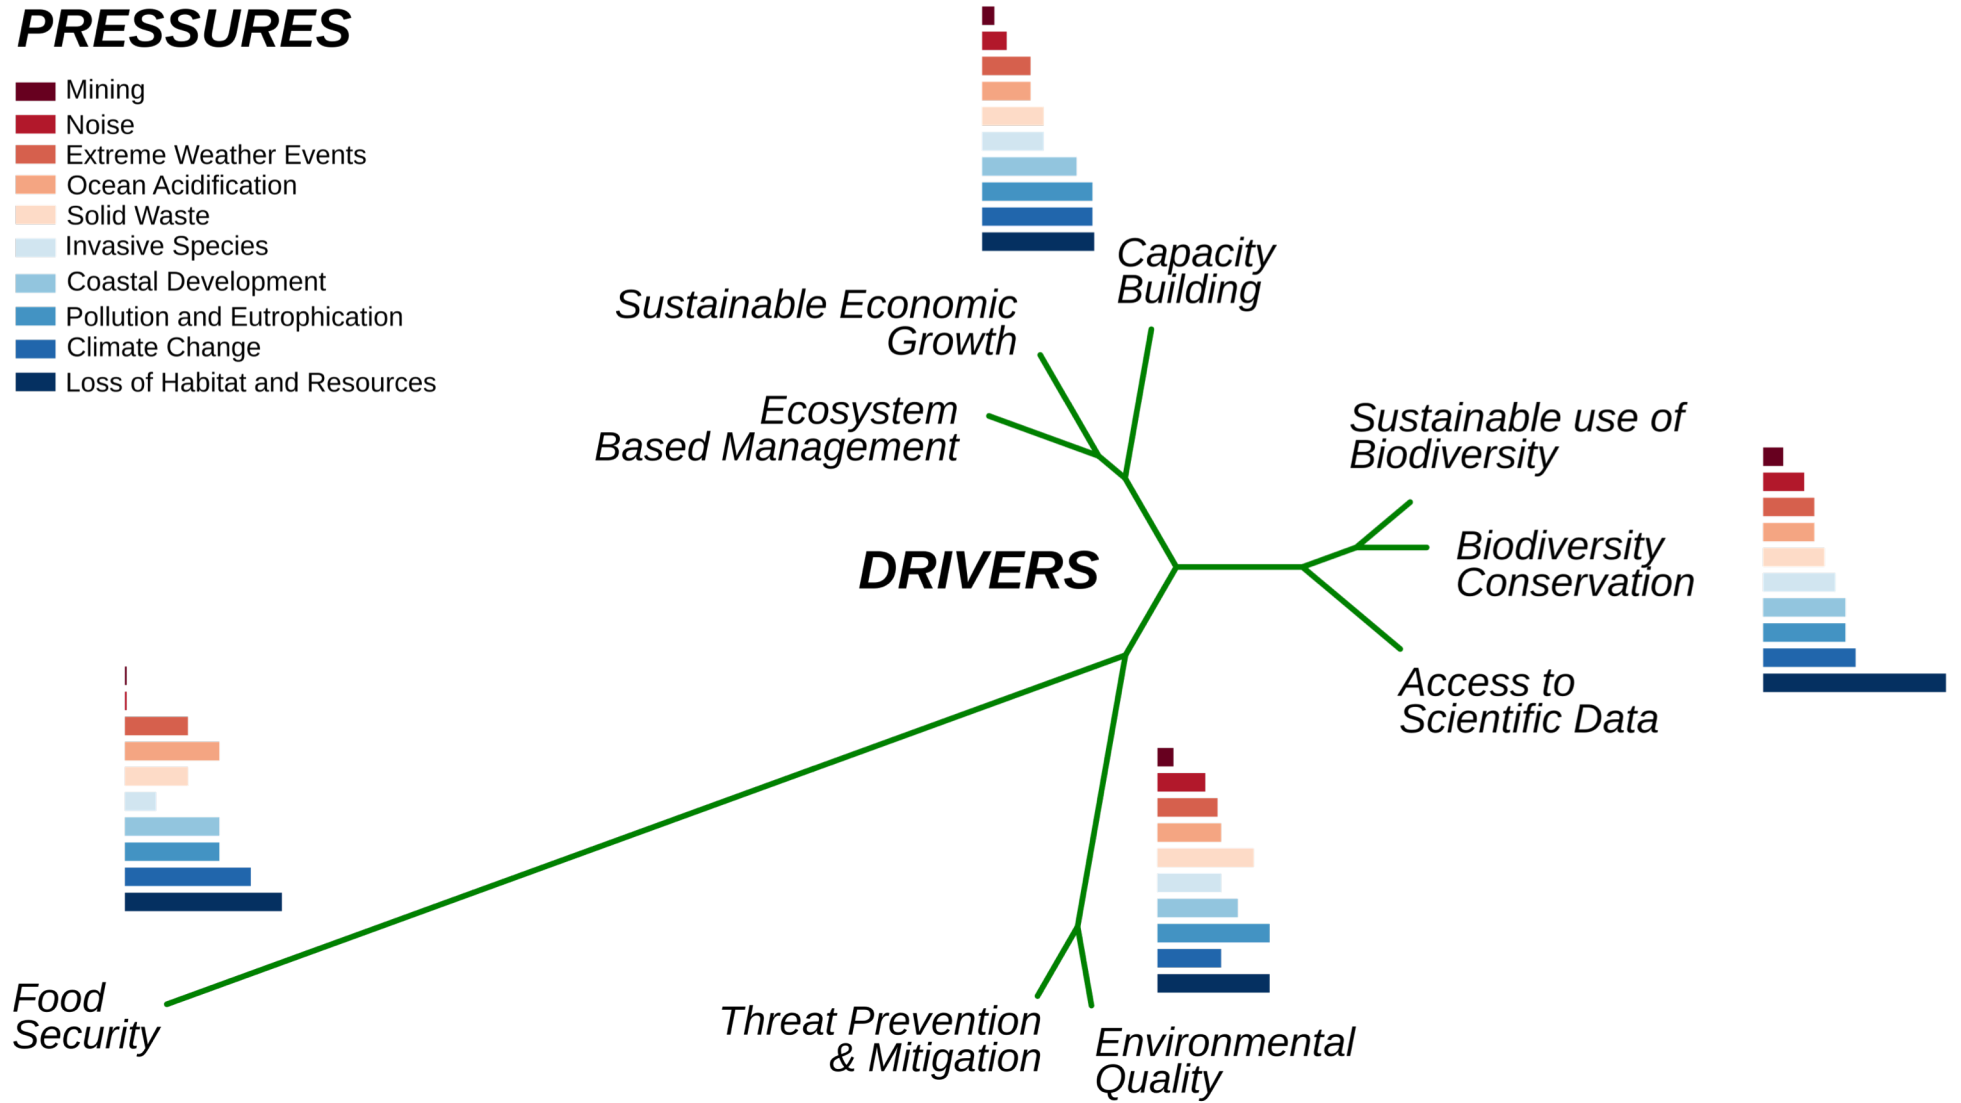 PRESSURES
Mining
Noise
Extreme Weather Events
Ocean Acidification
Solid Waste
Invasive Species
Coastal Development
Pollution and Eutrophication
Climate Change
Loss of Habitat and Resources
Capacity
Building
Sustainable Economic
Growth
Ecosystem
Based Management
Sustainable use of
Biodiversity
Biodiversity
Conservation
DRIVERS
Access to
Scientific Data
Food
Security
Threat Prevention
& Mitigation
Environmental
Quality